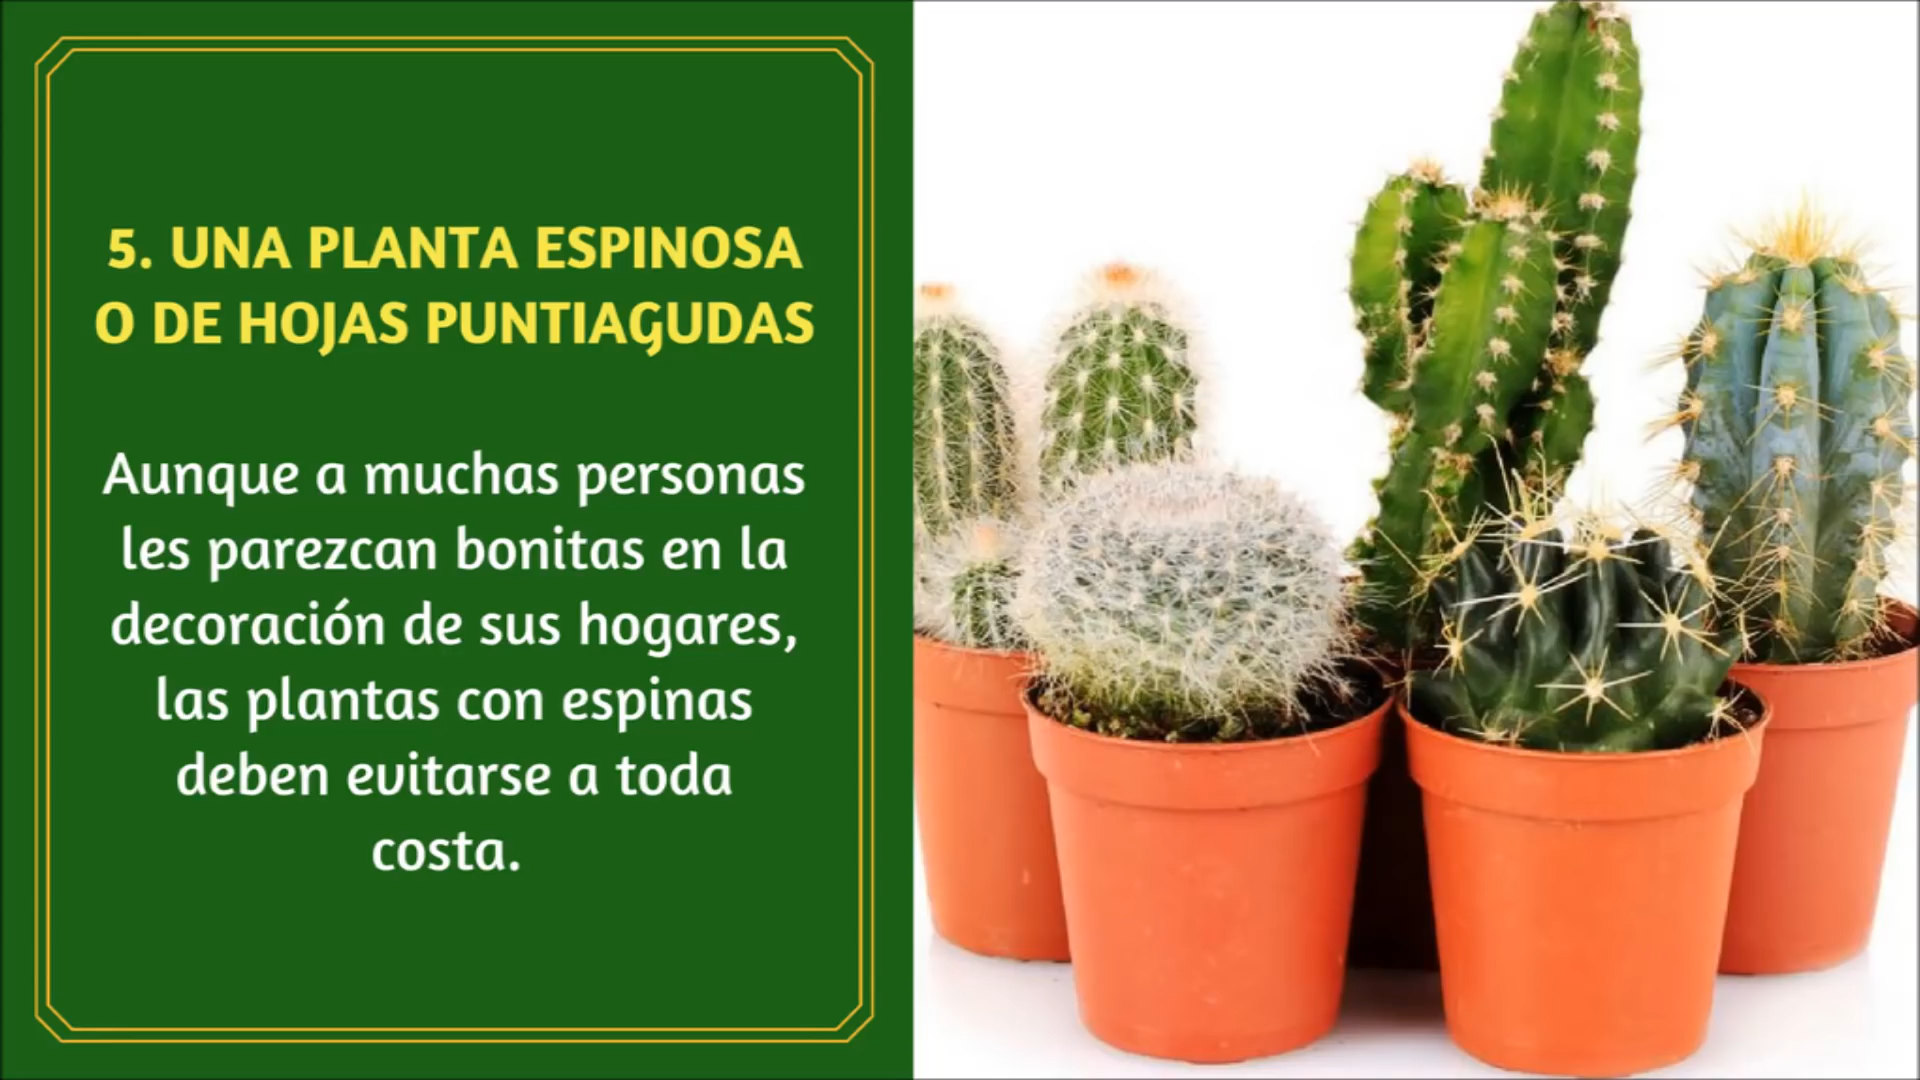 5. UNA PLANTA ESPINOSA
O DE HOJAS PUNTIAGUDAS
Aunque a muchas personas
les parezcan bonitas en la
decoración de sus hogares,
las plantas con espinas
deben evitarse a toda
costa.